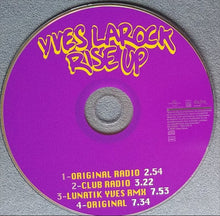 YVES LAROCK
RISE UP
1-ORIGINAL RADIO 2.54
2-CLUB RADIO 3.22
3-LUNATIK YVES RMX 7.53
4-ORIGINAL 7.34